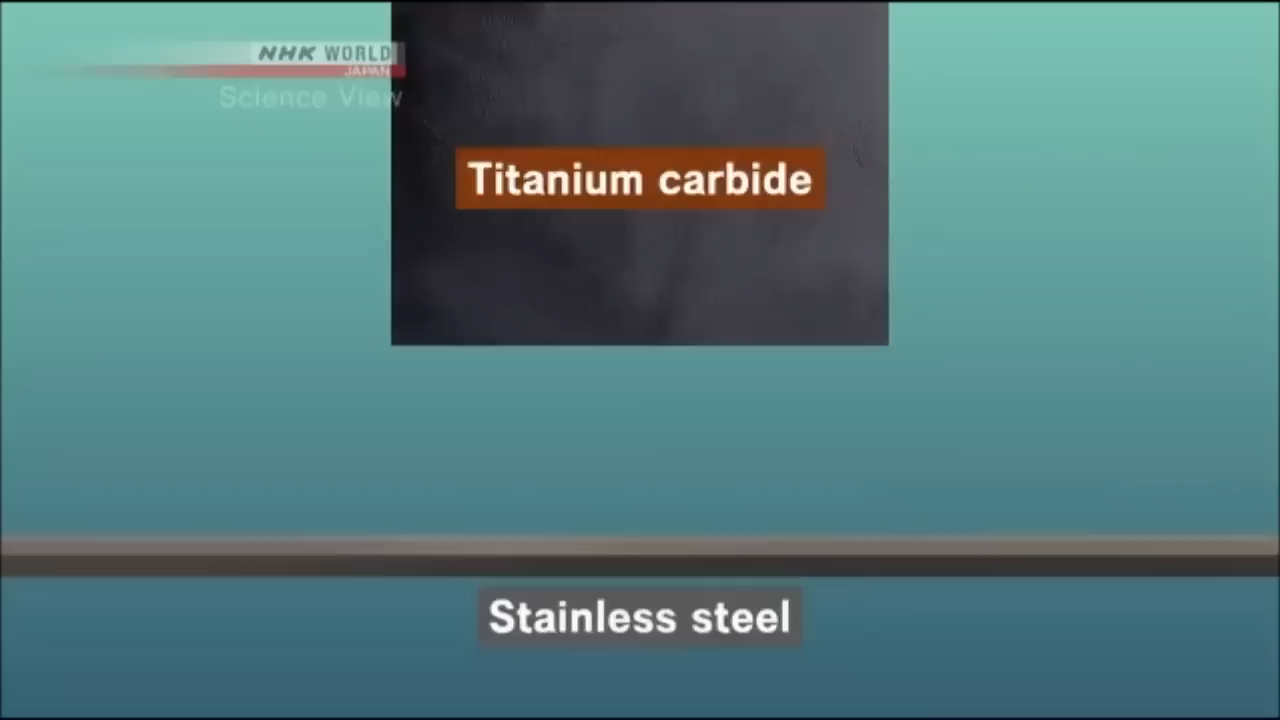 NHK WORLD
JAPAN
Science View
Titanium carbide
Stainless steel